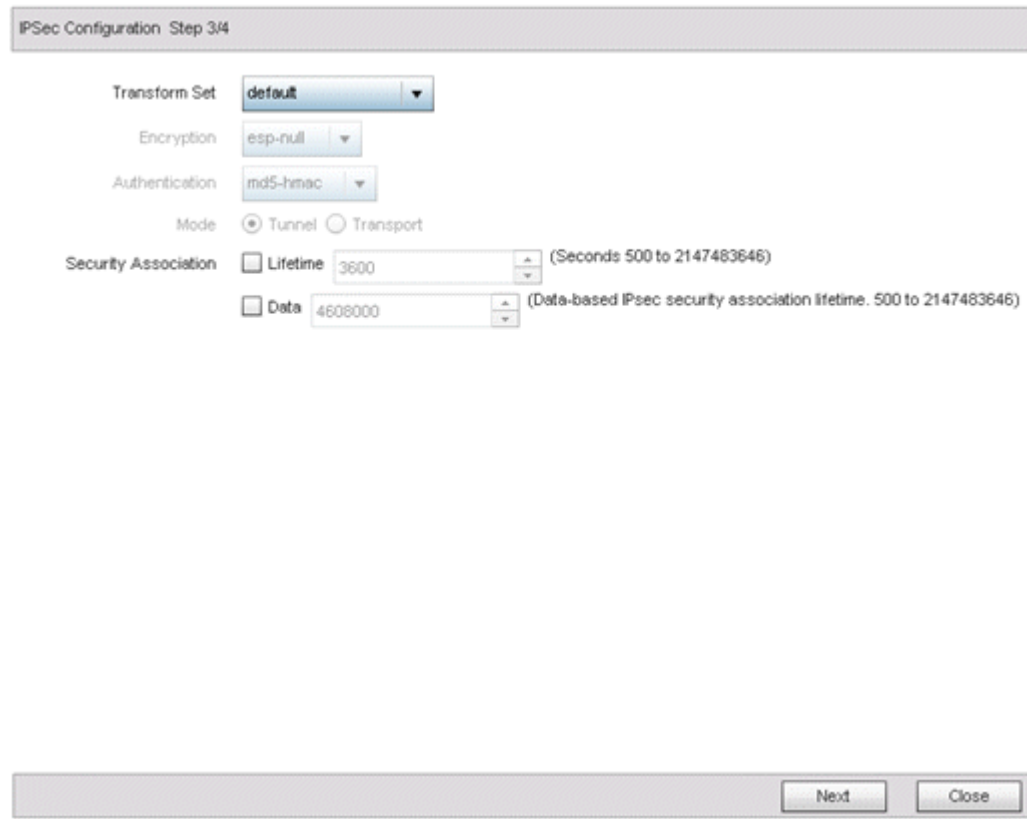 IPSec Configuration Step 3/4
Transform Set default
Encryption esp-null
Authentication md5-hmac
Mode Tunnel Transport
Security Association Lifetime 3600 (Seconds 500 to 2147483646)
Data 4608000 (Data-based IPsec security association lifetime. 500 to 2147483646)
Next Close